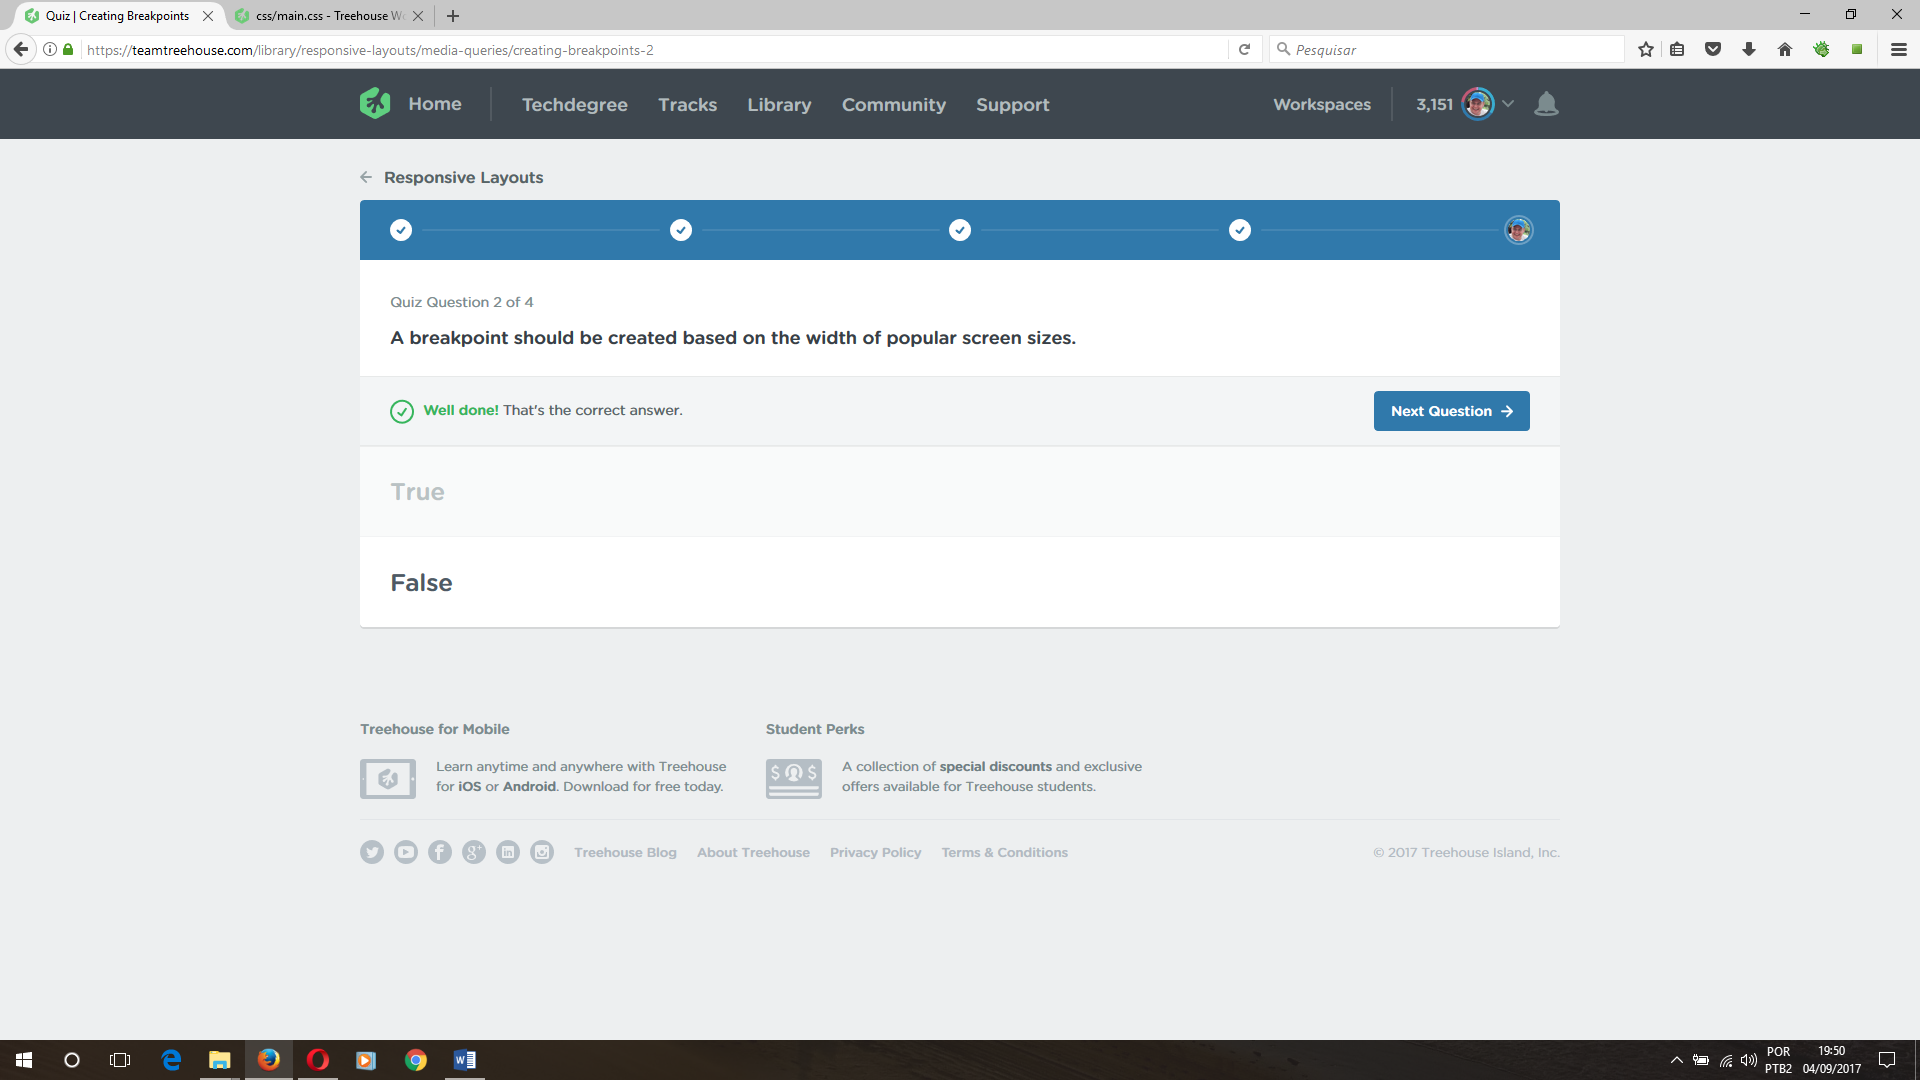 Quiz | Creating Breakpoints
css/main.css - Treehouse W
https://teamtreehouse.com/library/responsive-layouts/media-queries/creating-breakpoints-2
Pesquisar
Home
Techdegree
Tracks
Library
Community
Support
Workspaces
3,151
Responsive Layouts
Quiz Question 2 of 4
A breakpoint should be created based on the width of popular screen sizes.
Well done! That's the correct answer.
Next Question
True
False
Treehouse for Mobile
Learn anytime and anywhere with Treehouse
for iOS or Android. Download for free today.
Student Perks
A collection of special discounts and exclusive
offers available for Treehouse students.
Treehouse Blog
About Treehouse
Privacy Policy
Terms & Conditions
© 2017 Treehouse Island, Inc.
POR
PTB2
19:50
04/09/2017